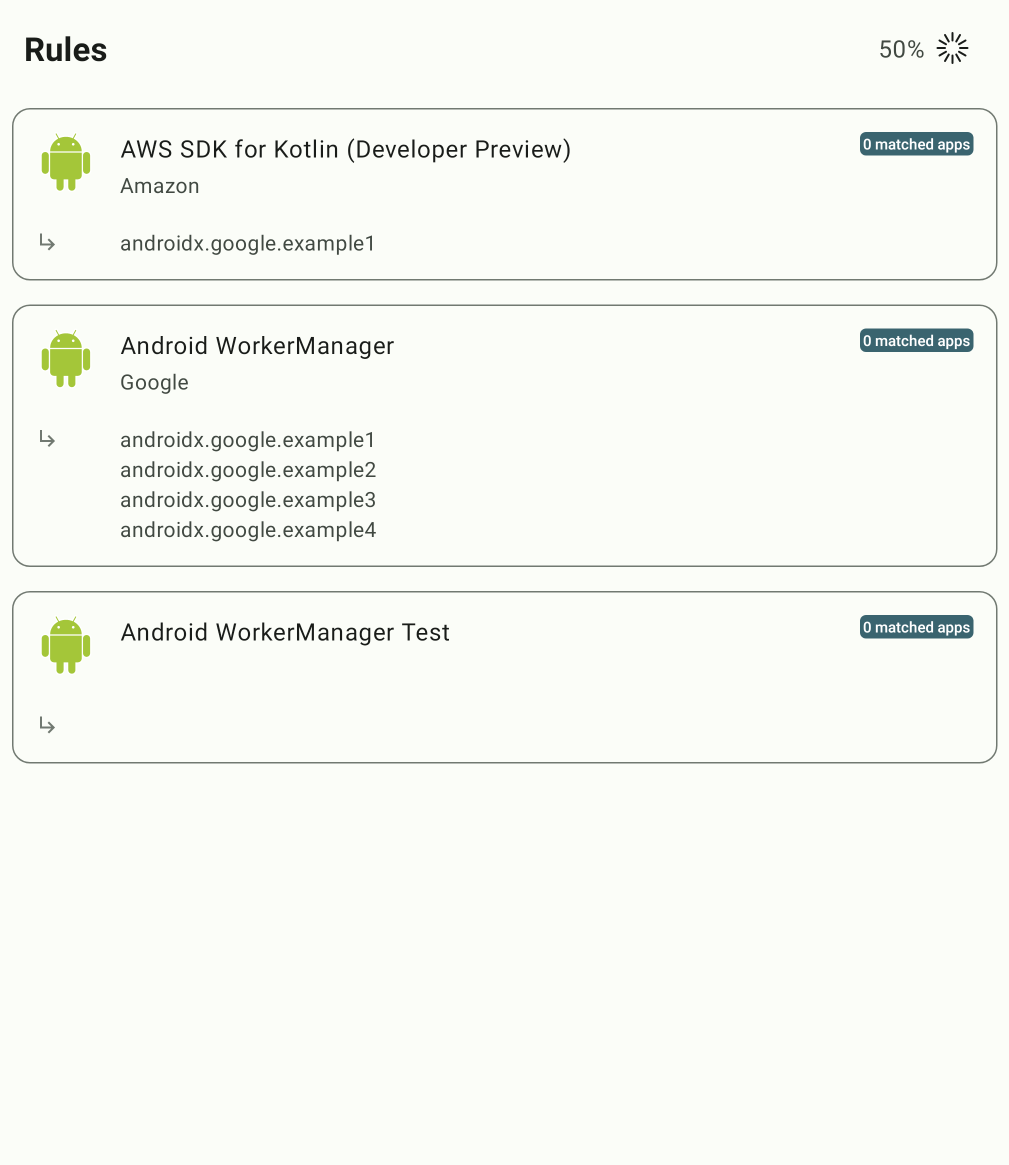 Rules
50%
AWS SDK for Kotlin (Developer Preview)
0 matched apps
Amazon
androidx.google.example1
Android WorkerManager
0 matched apps
Google
androidx.google.example1
androidx.google.example2
androidx.google.example3
androidx.google.example4
Android WorkerManager Test
0 matched apps